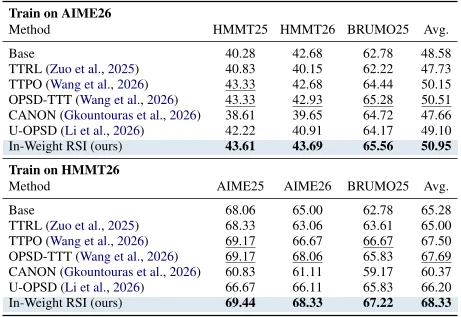 Train on AIME26
Method HMMT25 HMMT26 BRUMO25 Avg.
Base 40.28 42.68 62.78 48.58
TTRL (Zuo et al., 2025) 40.83 40.15 62.22 47.73
TTPO (Wang et al., 2026) 43.33 42.68 64.44 50.15
OPSD-TTT (Wang et al., 2026) 43.33 42.93 65.28 50.51
CANON (Gkountouras et al., 2026) 38.61 39.65 64.72 47.66
U-OPSD (Li et al., 2026) 42.22 40.91 64.17 49.10
In-Weight RSI (ours) 43.61 43.69 65.56 50.95
Train on HMMT26
Method AIME25 AIME26 BRUMO25 Avg.
Base 68.06 65.00 62.78 65.28
TTRL (Zuo et al., 2025) 68.33 63.06 63.61 65.00
TTPO (Wang et al., 2026) 69.17 66.67 66.67 67.50
OPSD-TTT (Wang et al., 2026) 69.17 68.06 65.83 67.69
CANON (Gkountouras et al., 2026) 60.83 61.11 59.17 60.37
U-OPSD (Li et al., 2026) 66.67 66.11 65.83 66.20
In-Weight RSI (ours) 69.44 68.33 67.22 68.33